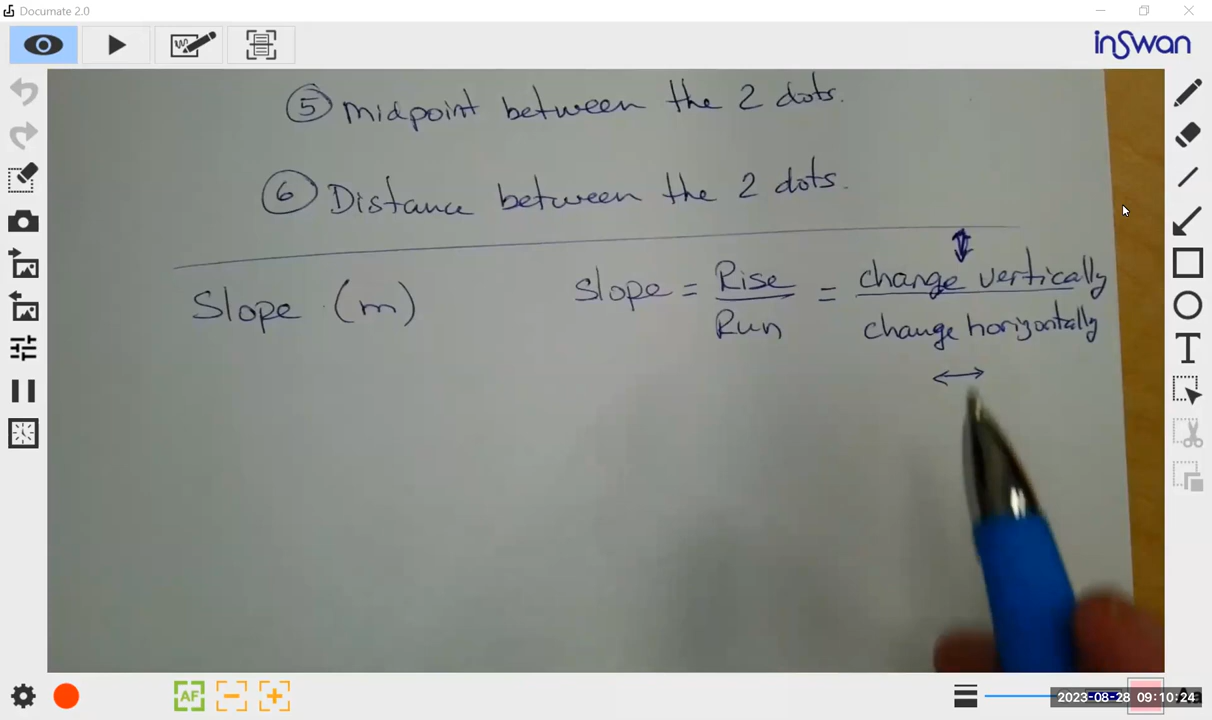 Documate 2.0
inSwan
⑤ Midpoint between the 2 dots.
⑥ Distance between the 2 dots.
Slope (m)
Slope = Rise / Run = change vertically / change horizontally
AF
T
2023-08-28 09:10:24